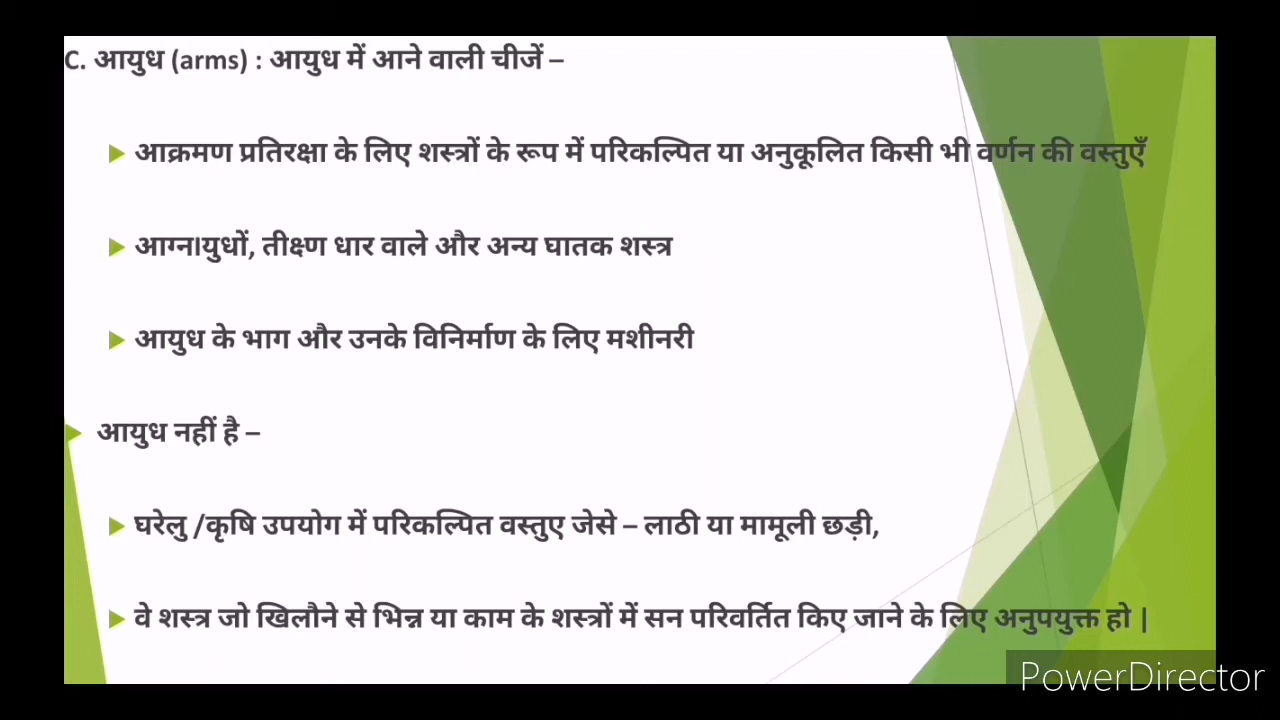 C. आयुध (arms) : आयुध में आने वाली चीजें –
आक्रमण प्रतिरक्षा के लिए शस्त्रों के रूप में परिकल्पित या अनुकूलित किसी भी वर्णन की वस्तुएँ
आग्नायुधों, तीक्ष्ण धार वाले और अन्य घातक शस्त्र
आयुध के भाग और उनके विनिर्माण के लिए मशीनरी
आयुध नहीं है –
घरेलु /कृषि उपयोग में परिकल्पित वस्तुए जेसे – लाठी या मामूली छड़ी,
वे शस्त्र जो खिलौने से भिन्न या काम के शस्त्रों में सन परिवर्तित किए जाने के लिए अनुपयुक्त हो |
PowerDirector